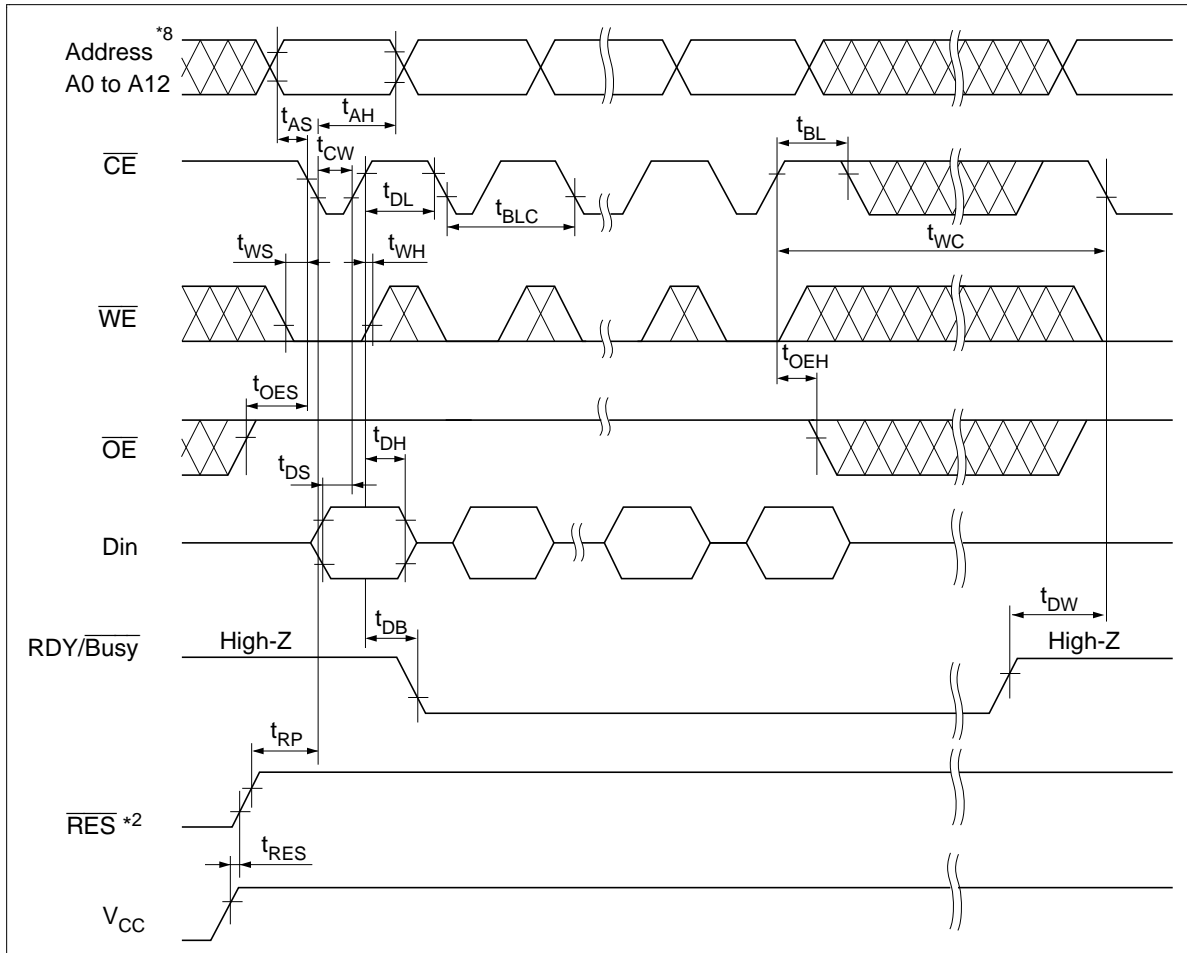 Address *8
A0 to A12
tAS
tAH
tCW
tBL
CE
tDL
tBLC
tWC
tWS
tWH
WE
tOEH
tOES
OE
tDH
tDS
Din
tDW
tDB
RDY/Busy
High-Z
High-Z
tRP
RES *2
tRES
VCC